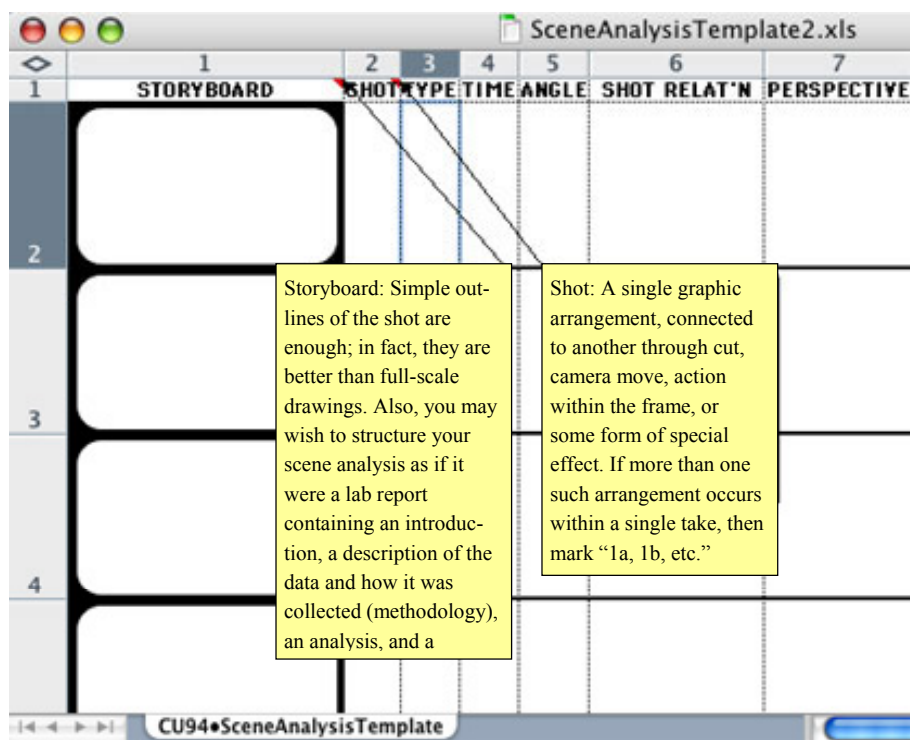 SceneAnalysisTemplate2.xls
1 2 3 4 5 6 7
1 STORYBOARD SHOT TYPE TIME ANGLE SHOT RELAT'N PERSPECTIVE
2
Storyboard: Simple out-
lines of the shot are
enough; in fact, they are
better than full-scale
drawings. Also, you may
wish to structure your
scene analysis as if it
were a lab report
containing an introduc-
tion, a description of the
data and how it was
collected (methodology),
an analysis, and a
Shot: A single graphic
arrangement, connected
to another through cut,
camera move, action
within the frame, or
some form of special
effect. If more than one
such arrangement occurs
within a single take, then
mark “1a, 1b, etc.”
3
4
CU94•SceneAnalysisTemplate